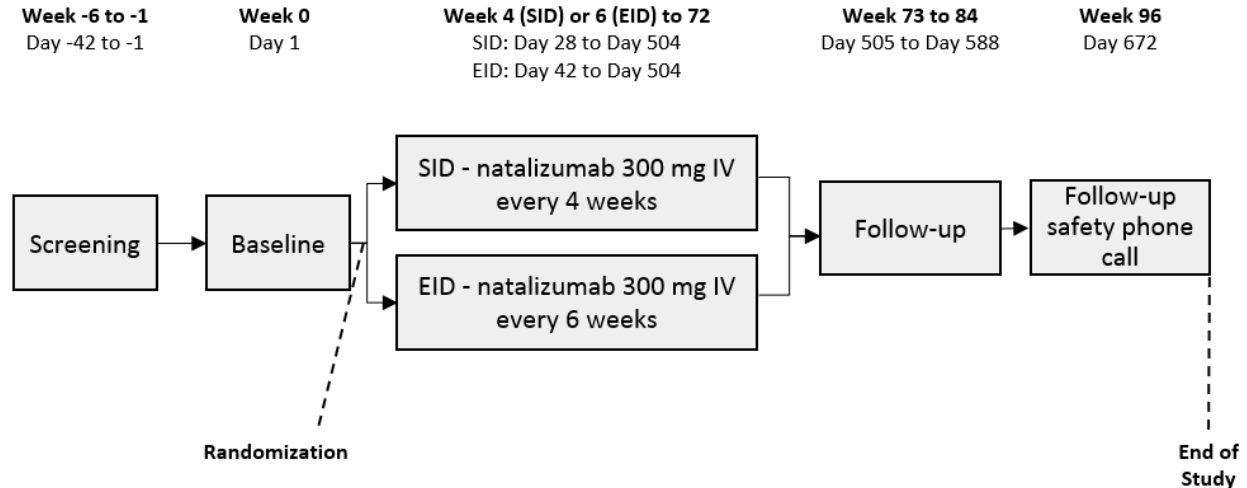 Week -6 to -1
Day -42 to -1
Week 0
Day 1
Week 4 (SID) or 6 (EID) to 72
SID: Day 28 to Day 504
EID: Day 42 to Day 504
Week 73 to 84
Day 505 to Day 588
Week 96
Day 672
Screening
Baseline
SID - natalizumab 300 mg IV
every 4 weeks
EID - natalizumab 300 mg IV
every 6 weeks
Follow-up
Follow-up
safety phone
call
Randomization
End of
Study